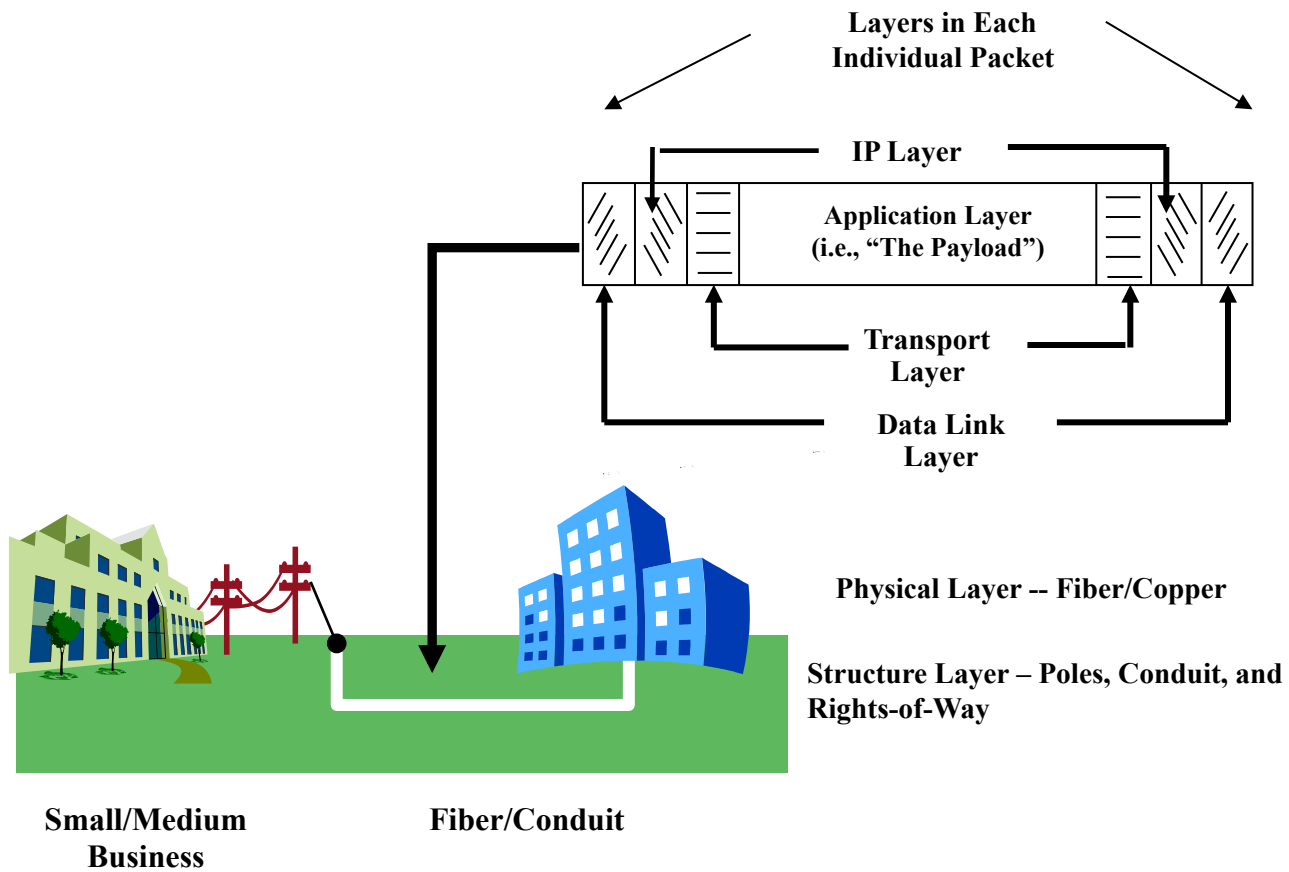 Layers in Each
Individual Packet
IP Layer
Application Layer
(i.e., “The Payload”)
Transport
Layer
Data Link
Layer
Physical Layer -- Fiber/Copper
Structure Layer – Poles, Conduit, and
Rights-of-Way
Small/Medium
Business
Fiber/Conduit